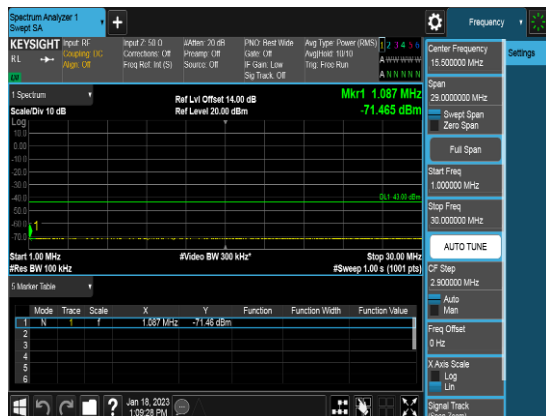 Spectrum Analyzer 1
Swept SA
Frequency
KEYSIGHT
Input: RF
Coupling: DC
Align: Off
Input Z: 50 Ω
Corrections: Off
Freq Ref: Int (S)
#Atten: 20 dB
Preamp: Off
Source: Off
PNO: Best Wide
Gate: Off
IF Gain: Low
Sig Track: Off
Avg Type: Power (RMS)
Avg|Hold: 10/10
Trig: Free Run
1 2 3 4 5 6
A W W W W W
A N N N N N
R L
1 Spectrum
Scale/Div 10 dB
Ref Lvl Offset 14.00 dB
Ref Level 20.00 dBm
Mkr1 1.087 MHz
-71.465 dBm
Log
10.0
0.00
-10.0
-20.0
-30.0
-40.0
-50.0
-60.0
-70.0
1
Start 1.00 MHz
#Res BW 100 kHz
#Video BW 300 kHz*
Stop 30.00 MHz
#Sweep 1.00 s (1001 pts)
5 Marker Table
Mode Trace Scale X Y Function Function Width Function Value
1 N 1 f 1.087 MHz -71.46 dBm
2
3
4
5
6
Jan 18, 2023
1:09:28 PM
Center Frequency
15.500000 MHz
Span
29.0000000 MHz
Swept Span
Zero Span
Full Span
Start Freq
1.000000 MHz
Stop Freq
30.000000 MHz
AUTO TUNE
CF Step
2.900000 MHz
Auto
Man
Freq Offset
0 Hz
X Axis Scale
Log
Lin
Signal Track
Settings